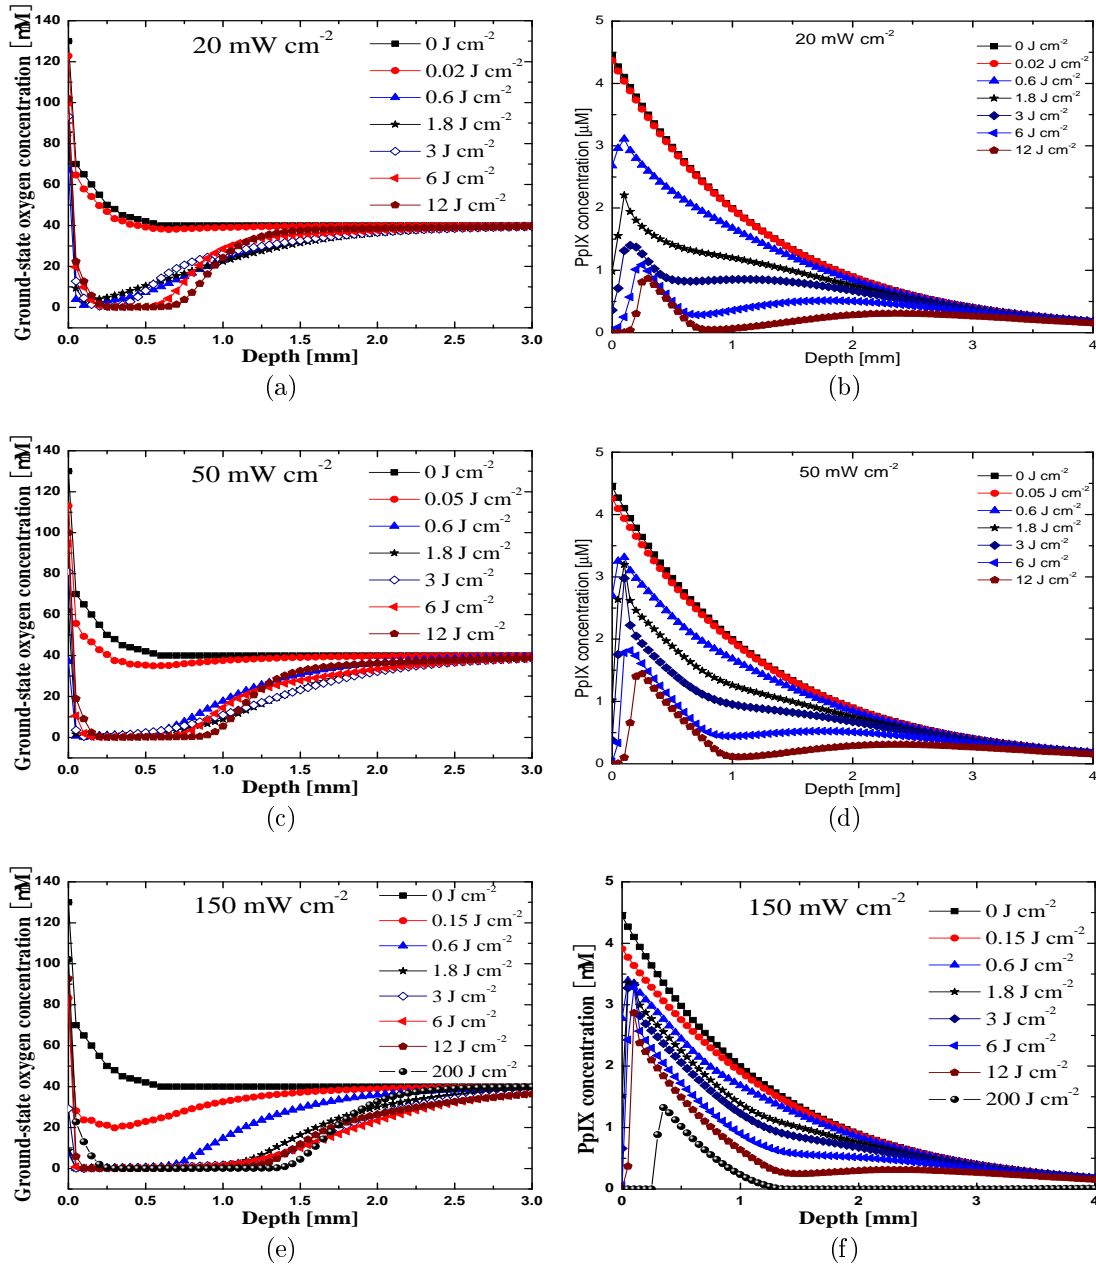 20 mW cm-2
0 J cm-2
0.02 J cm-2
0.6 J cm-2
1.8 J cm-2
3 J cm-2
6 J cm-2
12 J cm-2
Ground-state oxygen concentration [nM]
140
120
100
80
60
40
20
0
0.0 0.5 1.0 1.5 2.0 2.5 3.0
Depth [mm]
(a)
20 mW cm-2
0 J cm-2
0.02 J cm-2
0.6 J cm-2
1.8 J cm-2
3 J cm-2
6 J cm-2
12 J cm-2
PpIX concentration [µM]
5
4
3
2
1
0
0 1 2 3 4
Depth [mm]
(b)
50 mW cm-2
0 J cm-2
0.05 J cm-2
0.6 J cm-2
1.8 J cm-2
3 J cm-2
6 J cm-2
12 J cm-2
Ground-state oxygen concentration [nM]
140
120
100
80
60
40
20
0
0.0 0.5 1.0 1.5 2.0 2.5 3.0
Depth [mm]
(c)
50 mW cm-2
0 J cm-2
0.05 J cm-2
0.6 J cm-2
1.8 J cm-2
3 J cm-2
6 J cm-2
12 J cm-2
PpIX concentration [µM]
5
4
3
2
1
0
0 1 2 3 4
Depth [mm]
(d)
150 mW cm-2
0 J cm-2
0.15 J cm-2
0.6 J cm-2
1.8 J cm-2
3 J cm-2
6 J cm-2
12 J cm-2
200 J cm-2
Ground-state oxygen concentration [nM]
140
120
100
80
60
40
20
0
0.0 0.5 1.0 1.5 2.0 2.5 3.0
Depth [mm]
(e)
150 mW cm-2
0 J cm-2
0.15 J cm-2
0.6 J cm-2
1.8 J cm-2
3 J cm-2
6 J cm-2
12 J cm-2
200 J cm-2
PpIX concentration [nM]
5
4
3
2
1
0
0 1 2 3 4
Depth [mm]
(f)